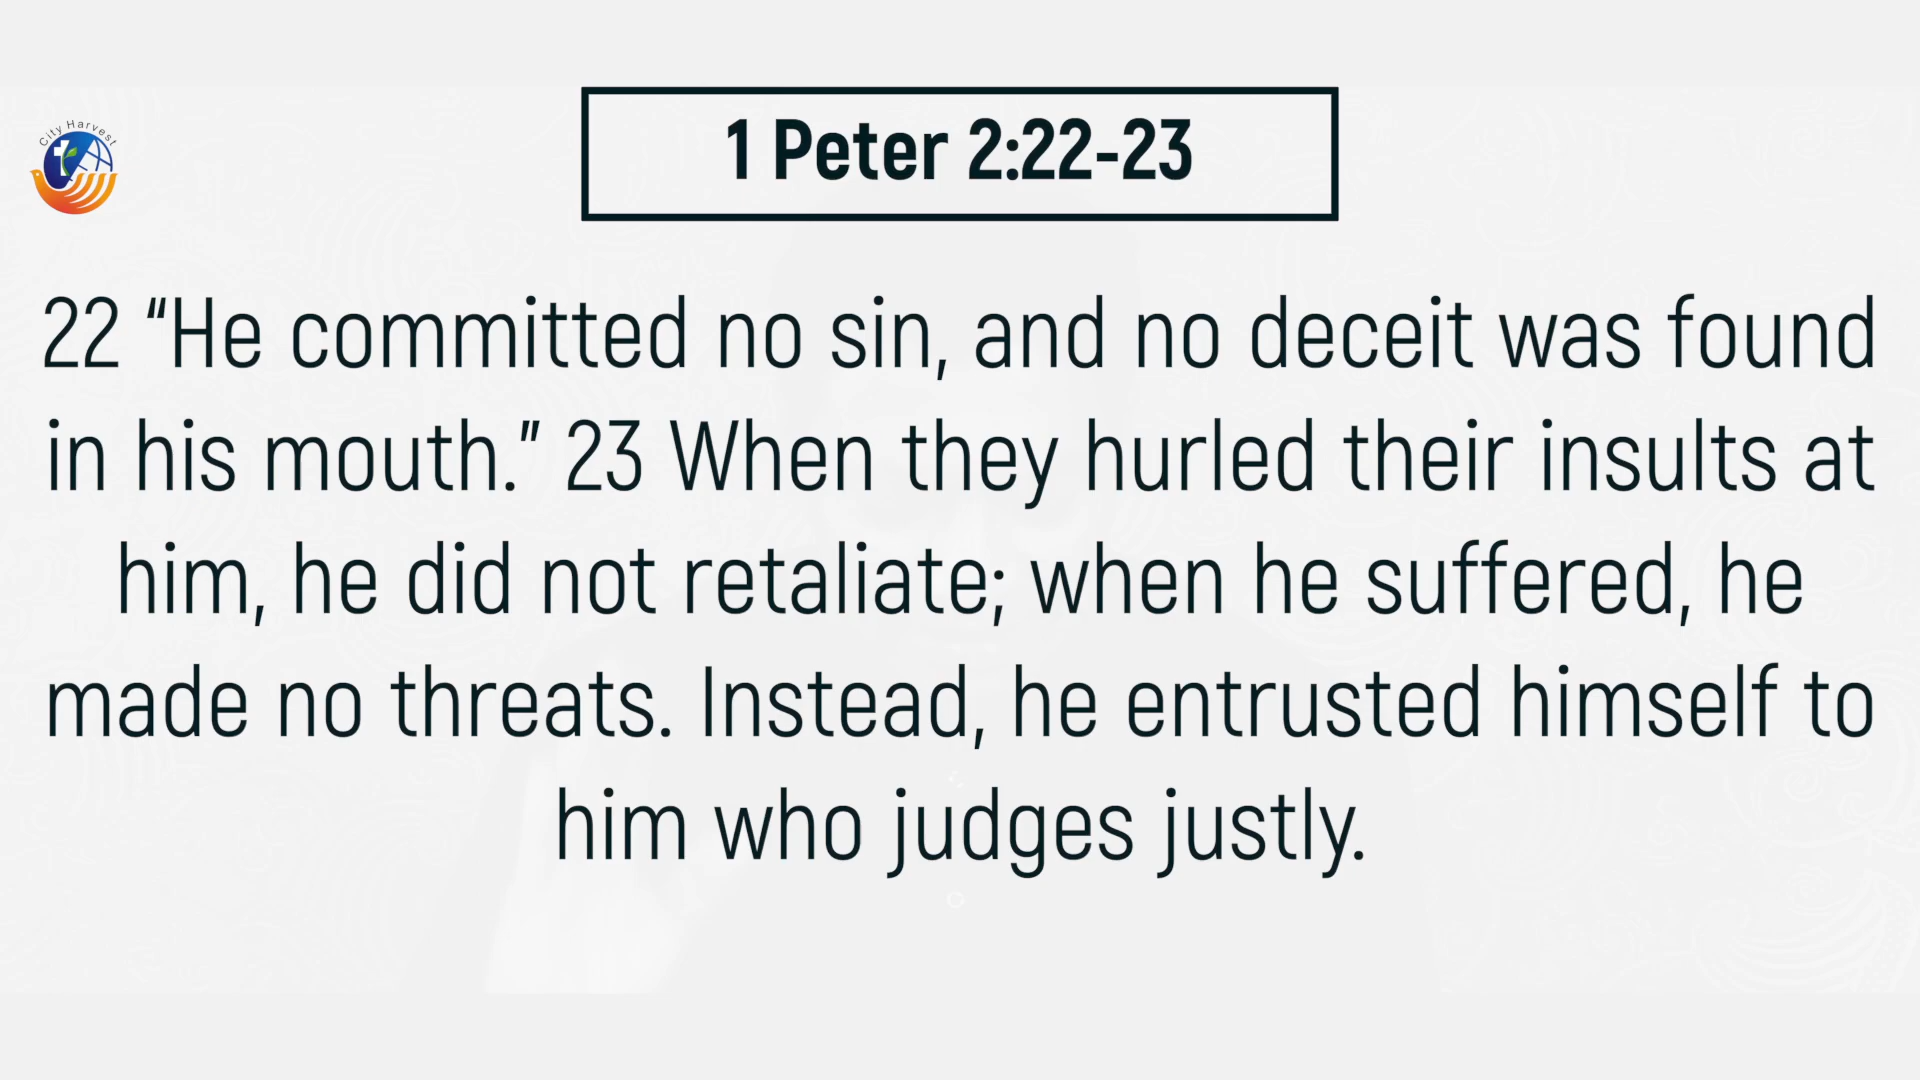 City Harvest
1 Peter 2:22-23
22 “He committed no sin, and no deceit was found
in his mouth.” 23 When they hurled their insults at
him, he did not retaliate; when he suffered, he
made no threats. Instead, he entrusted himself to
him who judges justly.